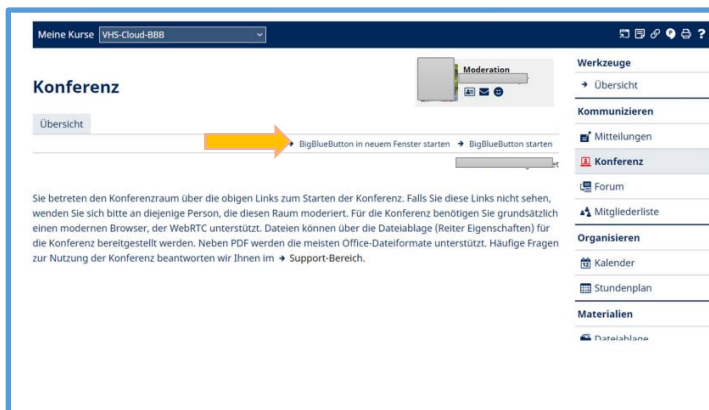 Meine Kurse VHS-Cloud-BBB
?
Konferenz
Moderation
Übersicht
➔ BigBlueButton in neuem Fenster starten ➔ BigBlueButton starten
Sie betreten den Konferenzraum über die obigen Links zum Starten der Konferenz. Falls Sie diese Links nicht sehen,
wenden Sie sich bitte an diejenige Person, die diesen Raum moderiert. Für die Konferenz benötigen Sie grundsätzlich
einen modernen Browser, der WebRTC unterstützt. Dateien können über die Dateiablage (Reiter Eigenschaften) für
die Konferenz bereitgestellt werden. Neben PDF werden die meisten Office-Dateiformate unterstützt. Häufige Fragen
zur Nutzung der Konferenz beantworten wir Ihnen im ➔ Support-Bereich.
Werkzeuge
➔ Übersicht
Kommunizieren
Mitteilungen
Konferenz
Forum
Mitgliederliste
Organisieren
Kalender
Stundenplan
Materialien
Dateiablage